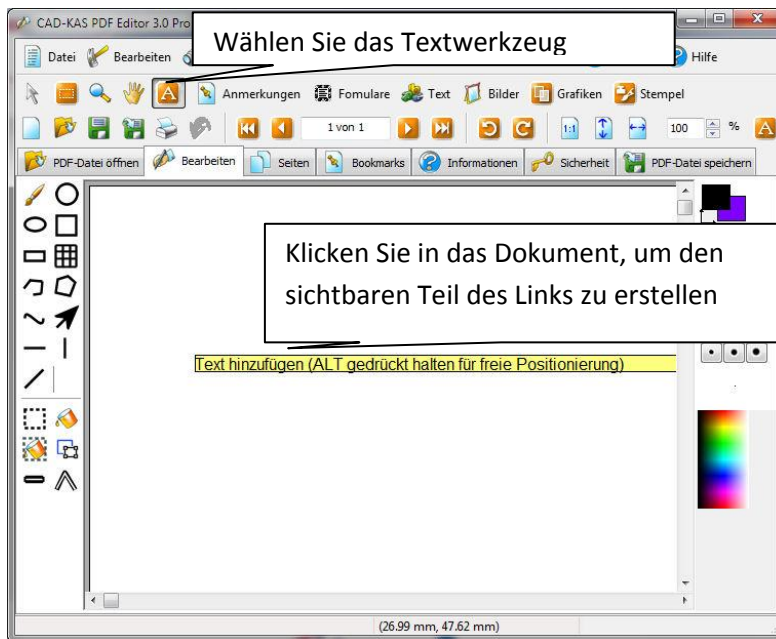 CAD-KAS PDF Editor 3.0 Pro
Wählen Sie das Textwerkzeug
Datei Bearbeiten Hilfe
A Anmerkungen Fomulare Text Bilder Grafiken Stempel
1 von 1 1:1 100 % A
PDF-Datei öffnen Bearbeiten Seiten Bookmarks Informationen Sicherheit PDF-Datei speichern
Klicken Sie in das Dokument, um den
sichtbaren Teil des Links zu erstellen
Text hinzufügen (ALT gedrückt halten für freie Positionierung)
(26.99 mm, 47.62 mm)